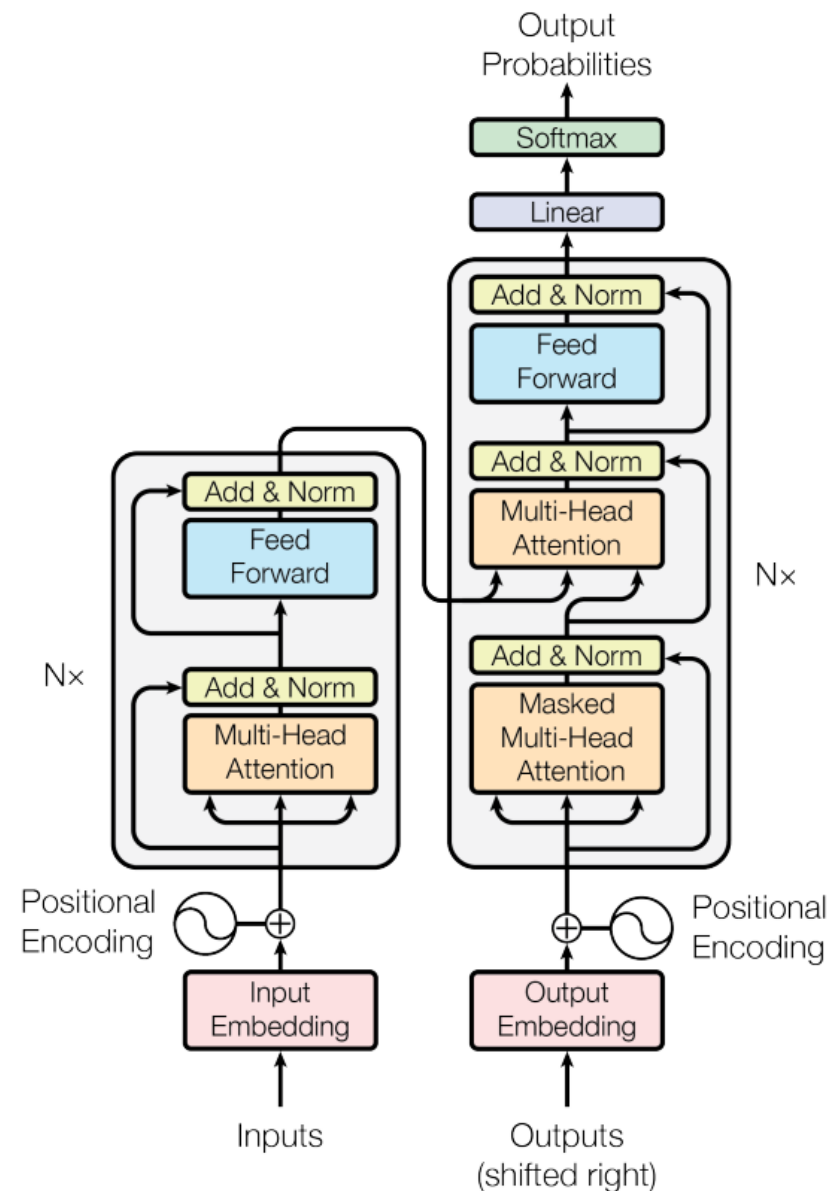 Output
Probabilities
Softmax
Linear
Add & Norm
Feed
Forward
Add & Norm
Multi-Head
Attention
Add & Norm
Masked
Multi-Head
Attention
Nx
Add & Norm
Feed
Forward
Add & Norm
Multi-Head
Attention
Nx
Positional
Encoding
Positional
Encoding
Input
Embedding
Output
Embedding
Inputs
Outputs
(shifted right)